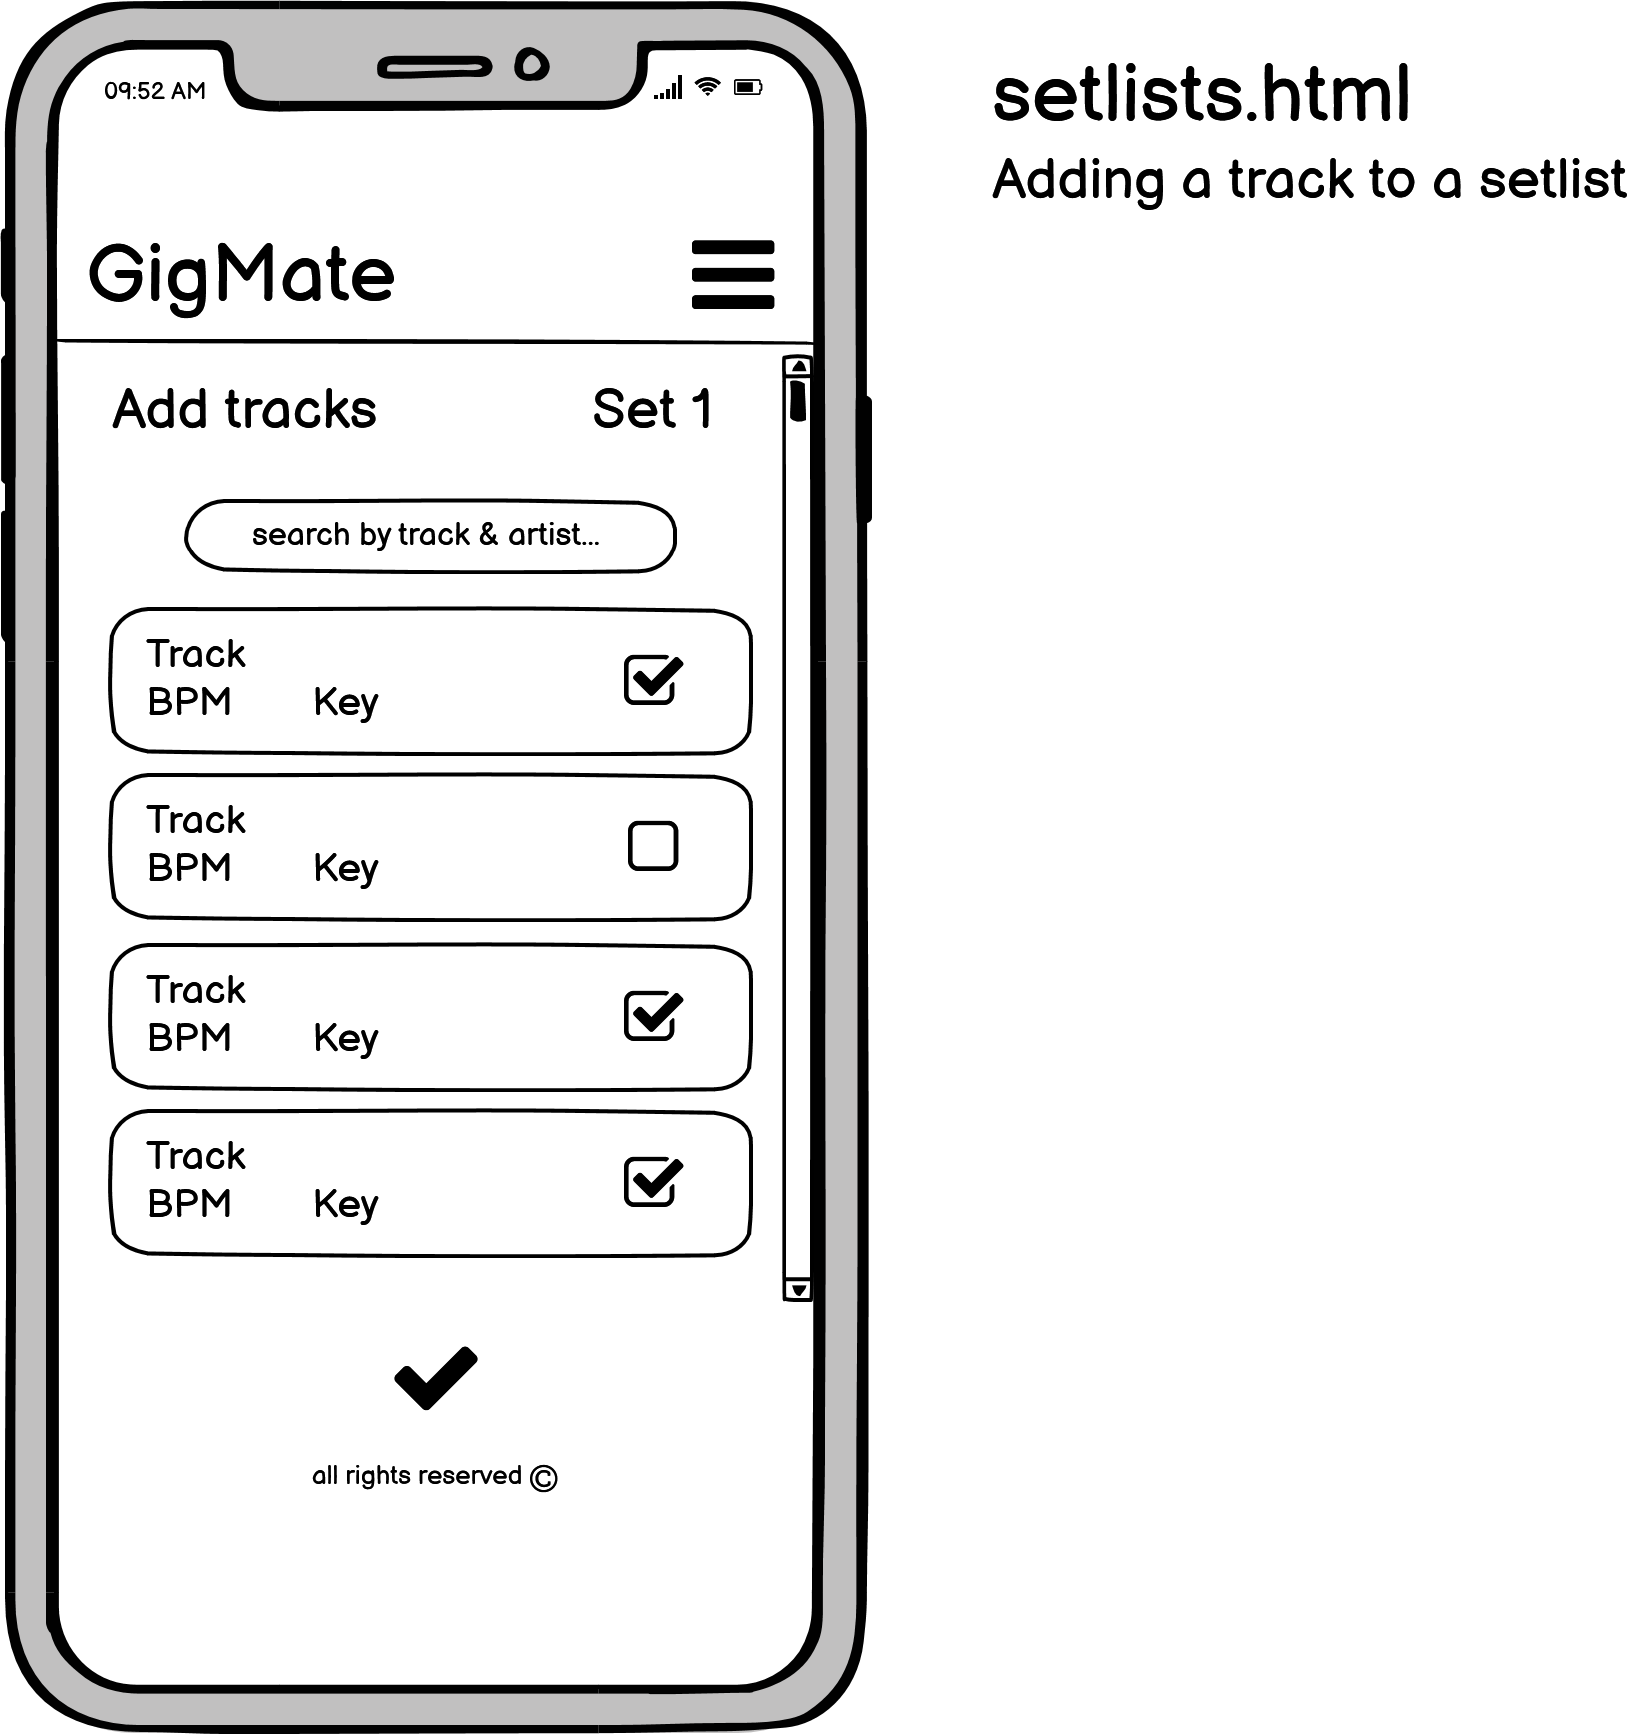 setlists.html
Adding a track to a setlist
09:52 AM
GigMate
Add tracks Set 1
search by track & artist...
Track
BPM Key
Track
BPM Key
Track
BPM Key
Track
BPM Key
all rights reserved ©